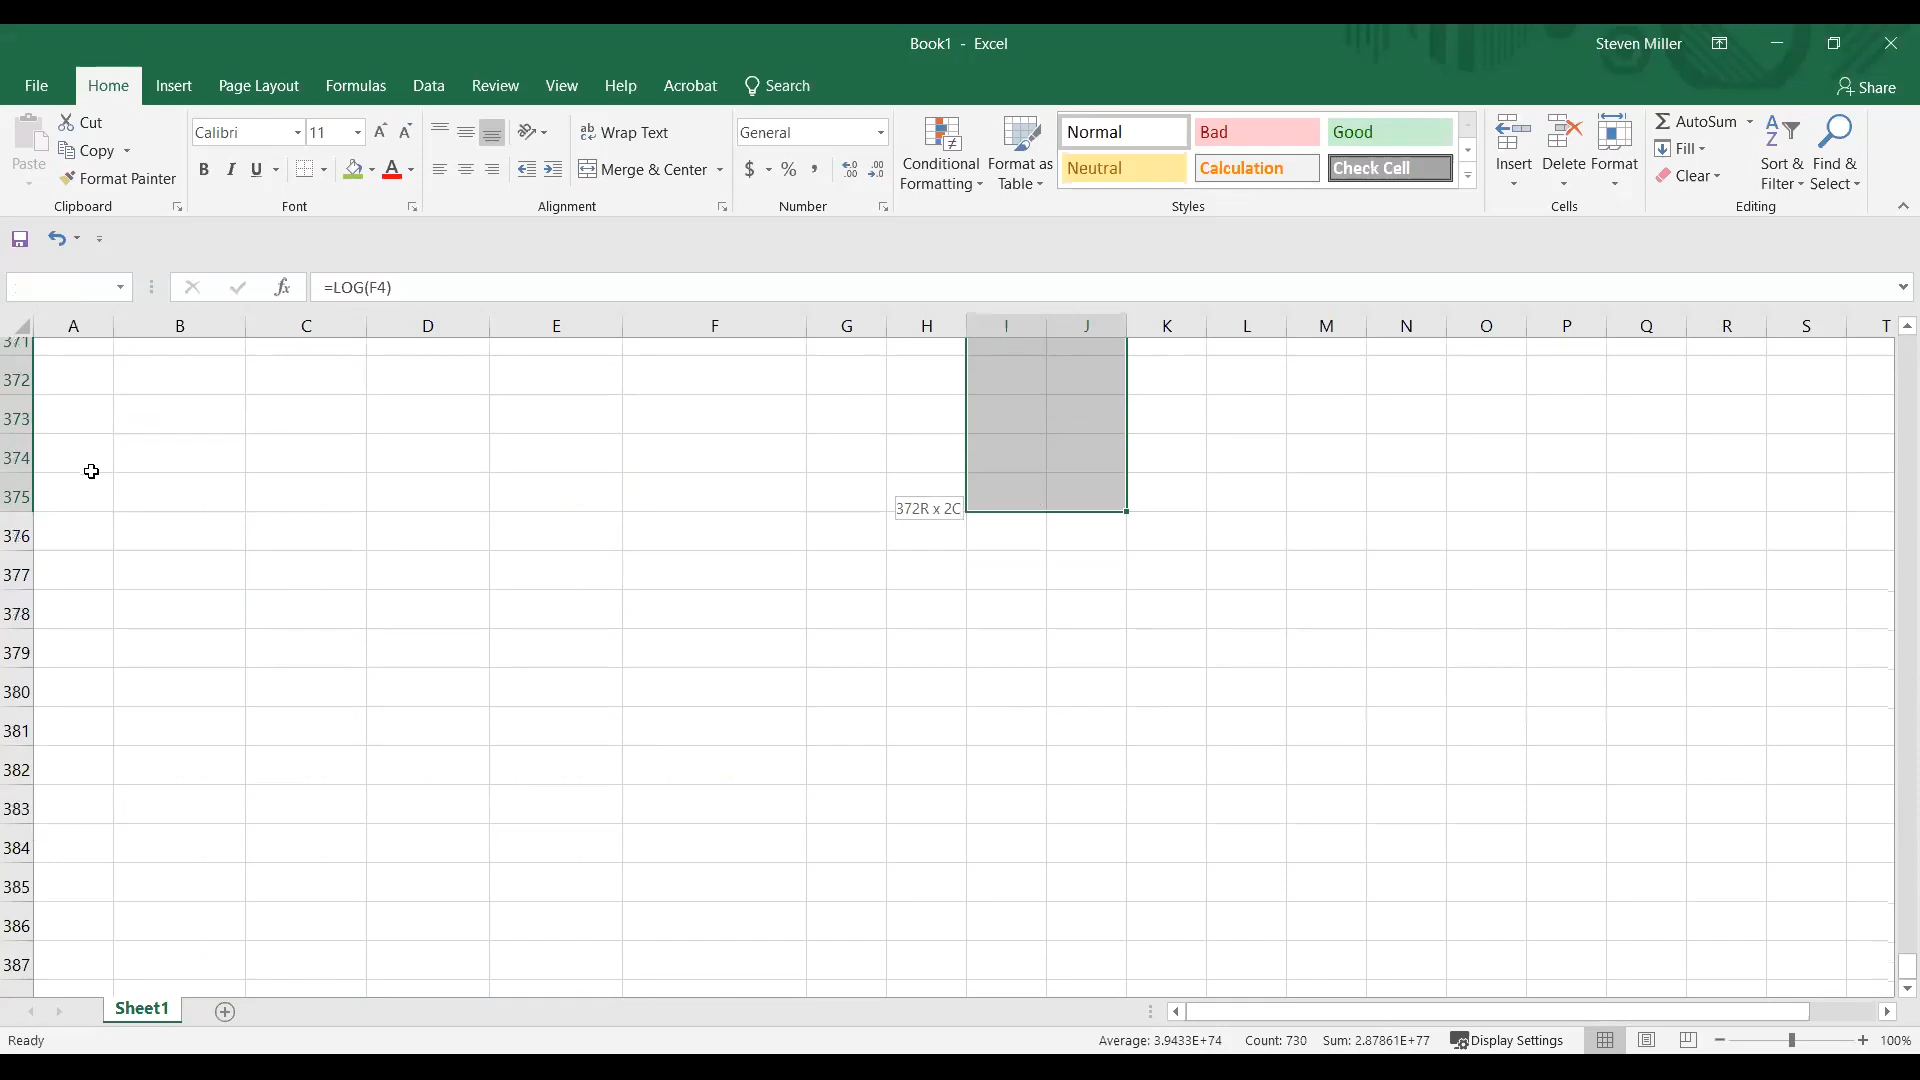 Book1 - Excel
Steven Miller
File Home Insert Page Layout Formulas Data Review View Help Acrobat Search
Share
Paste
Cut
Copy
Format Painter
Clipboard
Calibri 11
B I U
Font
Wrap Text
Merge & Center
Alignment
General
$ % ,
Number
Conditional Formatting
Format as Table
Normal Bad Good
Neutral Calculation Check Cell
Styles
Insert Delete Format
Cells
AutoSum
Fill
Clear
Sort & Filter
Find & Select
Editing
fx =LOG(F4)
A B C D E F G H I J K L M N O P Q R S T
371
372
373
374
375
372R x 2C
376
377
378
379
380
381
382
383
384
385
386
387
Sheet1
Ready
Average: 3.9433E+74 Count: 730 Sum: 2.87861E+77 Display Settings 100%